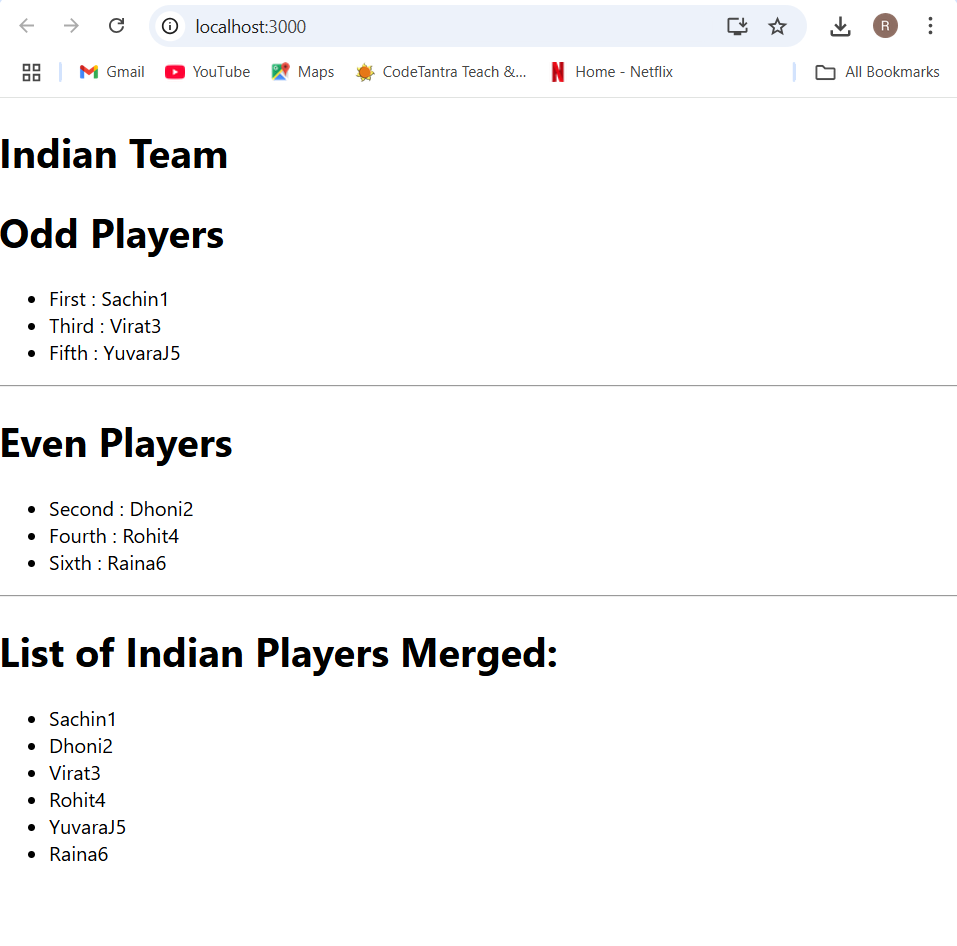 localhost:3000
R
Gmail
YouTube
Maps
CodeTantra Teach &...
Home - Netflix
All Bookmarks
Indian Team
Odd Players
First : Sachin1
Third : Virat3
Fifth : YuvaraJ5
Even Players
Second : Dhoni2
Fourth : Rohit4
Sixth : Raina6
List of Indian Players Merged:
Sachin1
Dhoni2
Virat3
Rohit4
YuvaraJ5
Raina6